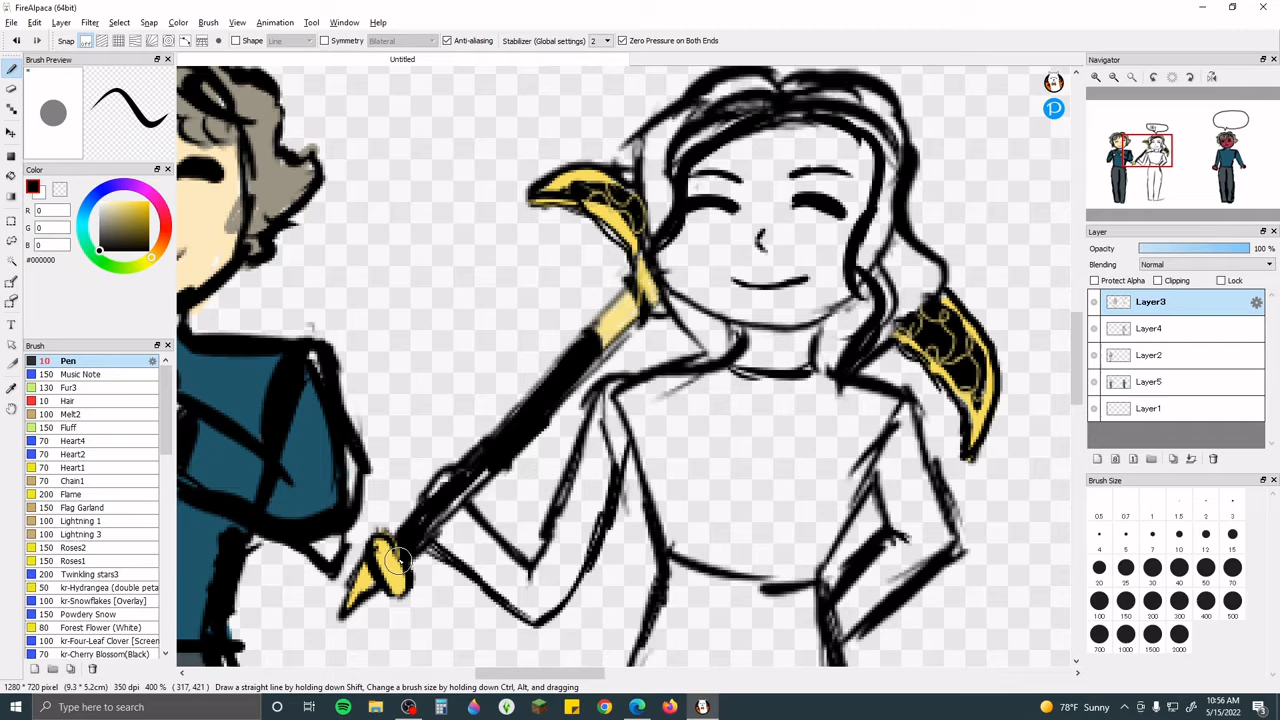 FireAlpaca (64bit)
File Edit Layer Filter Select Snap Color Brush View Animation Tool Window Help
Snap OFF Shape Line Symmetry Bilateral Anti-aliasing Stabilizer (Global settings) 2 Zero Pressure on Both Ends
Brush Preview
Untitled
Navigator
Color
R 0
G 0
B 0
#000000
Layer
Opacity 100 %
Blending Normal
Protect Alpha Clipping Lock
Layer3
Layer4
Layer2
Layer5
Layer1
Brush
10 Pen
150 Music Note
130 Fur3
10 Hair
100 Melt2
150 Fluff
70 Heart4
70 Heart2
70 Heart1
80 Chain1
200 Flame
100 Flag Garland
100 Lightning 1
100 Lightning 3
150 Roses2
150 Roses1
200 Twinkling stars3
50 kr-Hydrangea (double peta
100 kr-Snowflakes [Overlay]
150 Powdery Snow
80 Forest Flower (White)
100 kr-Four-Leaf Clover [Screen
70 kr-Cherry Blossom(Black)
Brush Size
0.5 0.7 1 1.5 2 3
4 5 7 10 12 15
20 25 30 40 50 70
100 150 200 300 400 500
700 1000 1500 2000
1280 * 720 pixel (9.3 * 5.2cm) 350 dpi 400 % ( 317, 421 ) Draw a straight line by holding down Shift, Change a brush size by holding down Ctrl, Alt, and dragging
Type here to search
78°F Sunny
10:56 AM
5/15/2022